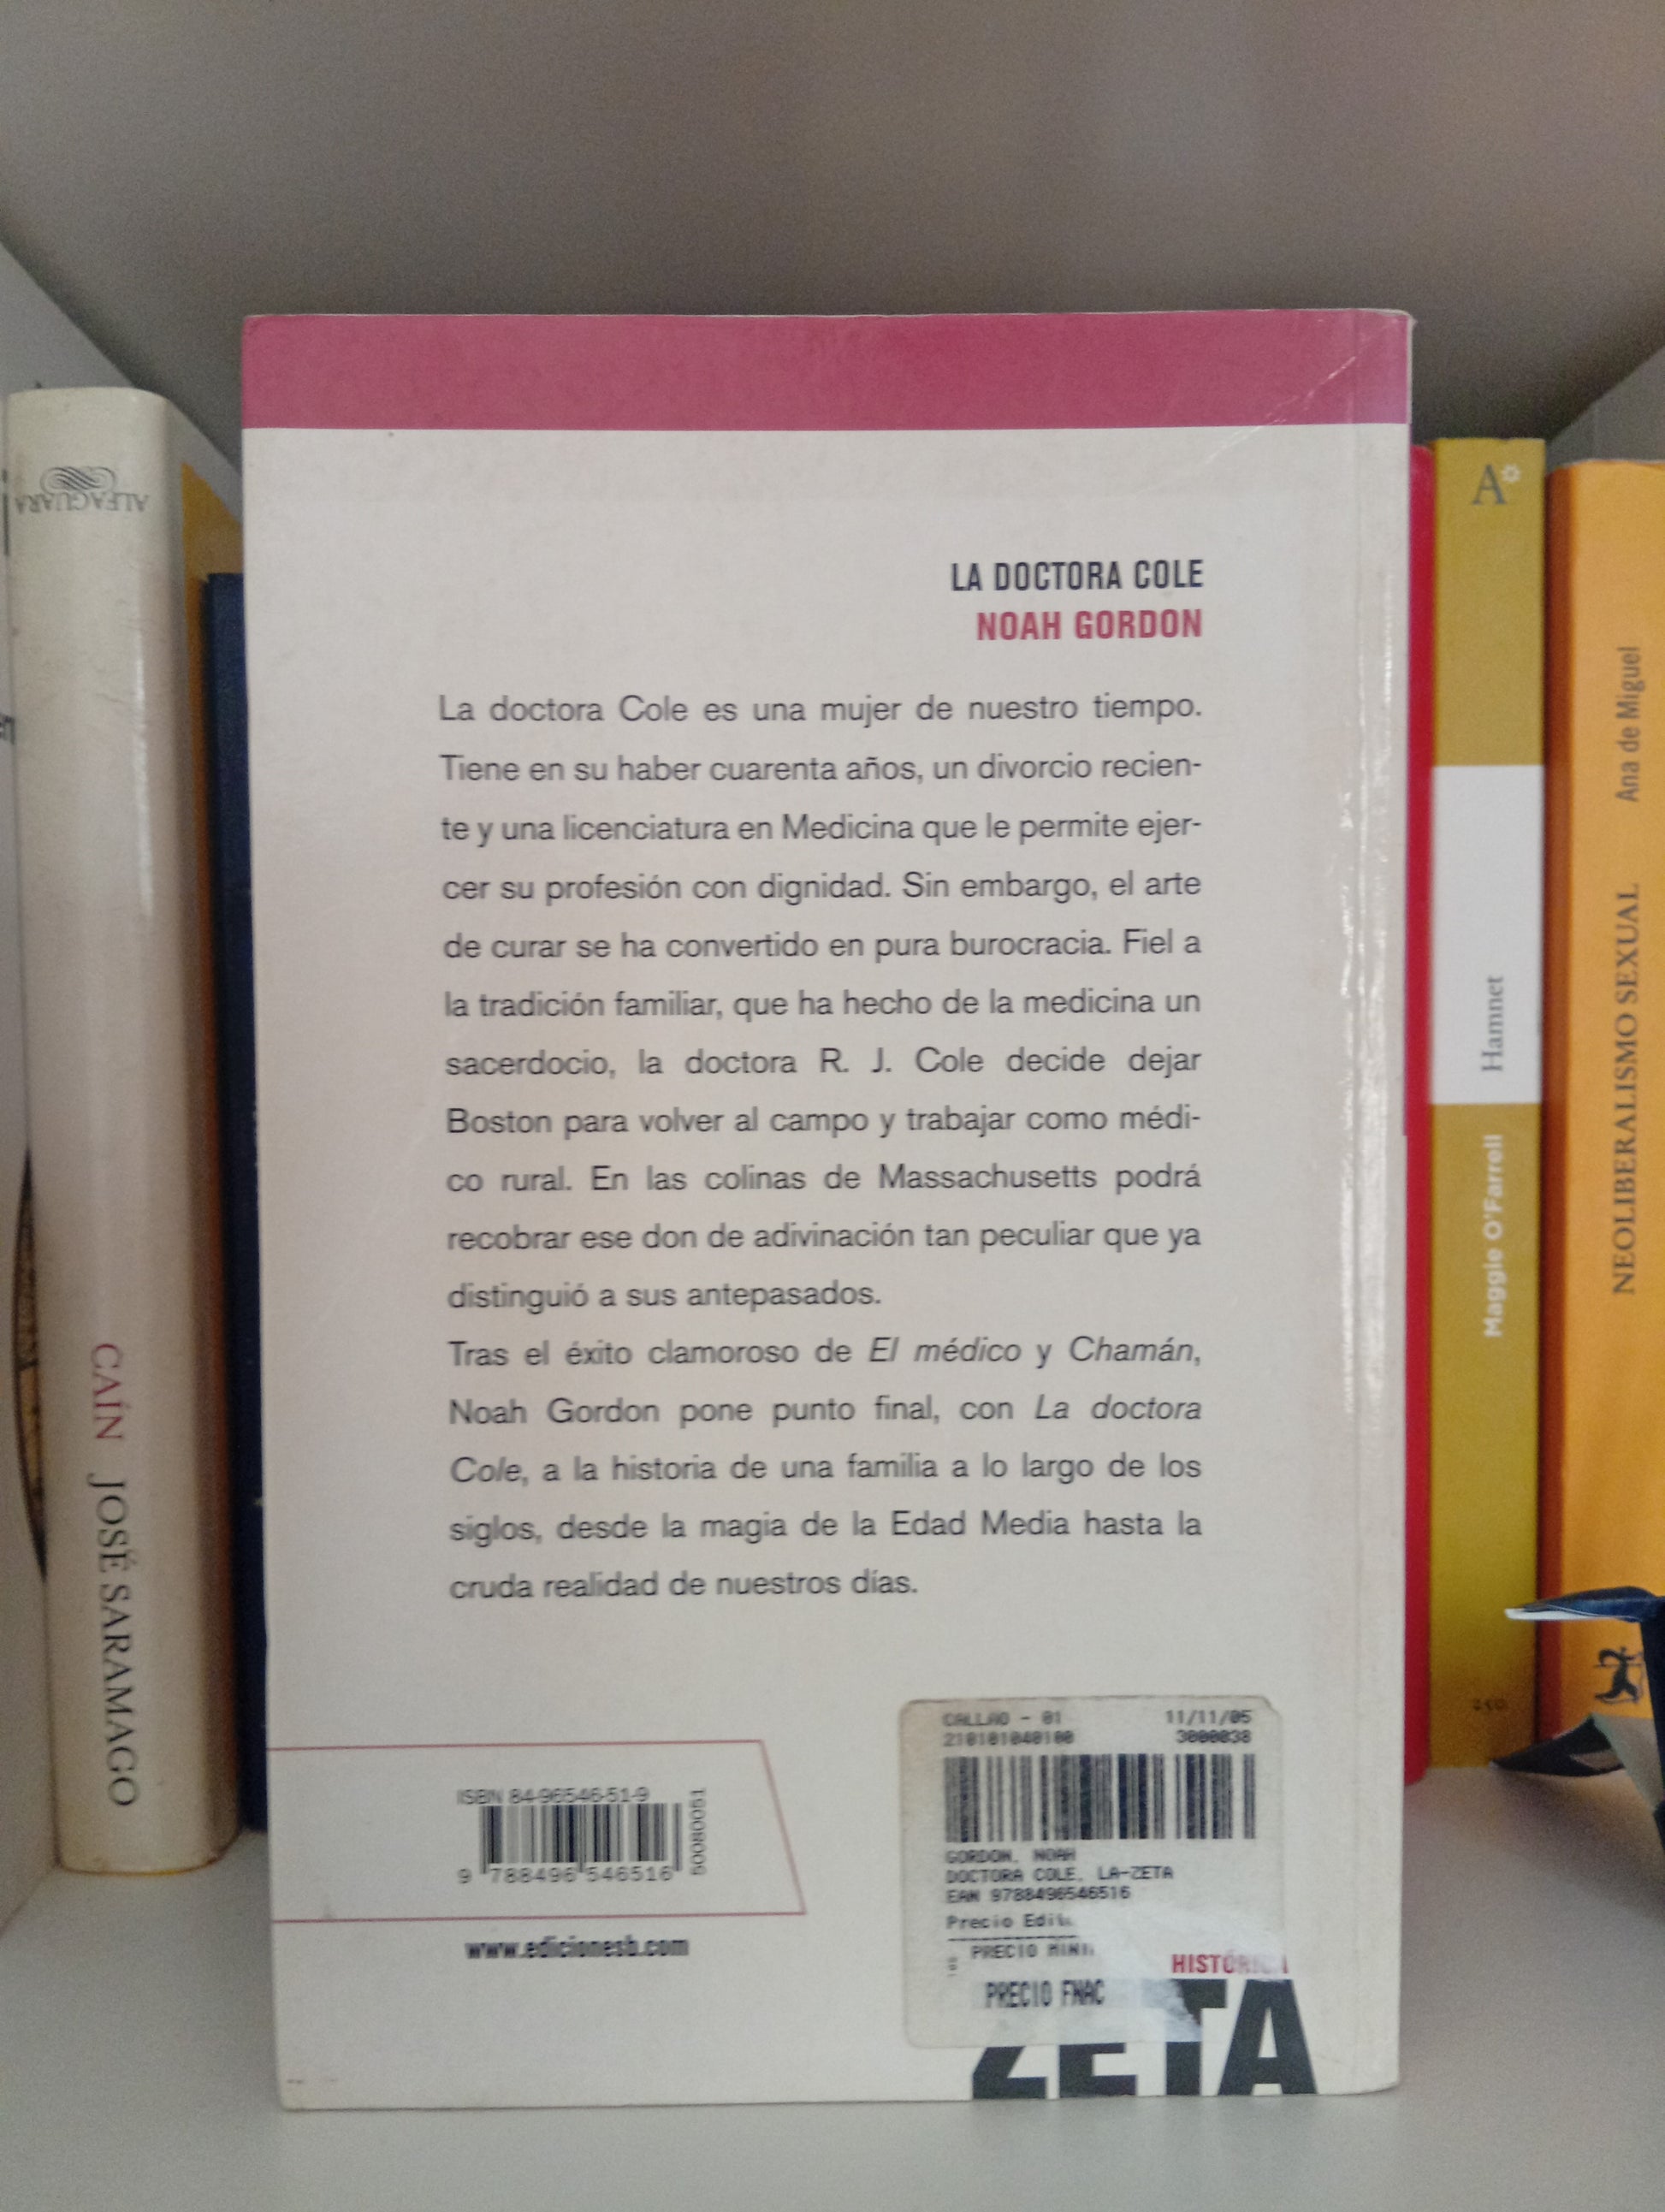 ALFAGUARA
CAÍN JOSÉ SARAMAGO
LA DOCTORA COLE
NOAH GORDON
La doctora Cole es una mujer de nuestro tiempo.
Tiene en su haber cuarenta años, un divorcio recien-
te y una licenciatura en Medicina que le permite ejer-
cer su profesión con dignidad. Sin embargo, el arte
de curar se ha convertido en pura burocracia. Fiel a
la tradición familiar, que ha hecho de la medicina un
sacerdocio, la doctora R. J. Cole decide dejar
Boston para volver al campo y trabajar como médi-
co rural. En las colinas de Massachusetts podrá
recobrar ese don de adivinación tan peculiar que ya
distinguió a sus antepasados.
Tras el éxito clamoroso de El médico y Chamán,
Noah Gordon pone punto final, con La doctora
Cole, a la historia de una familia a lo largo de los
siglos, desde la magia de la Edad Media hasta la
cruda realidad de nuestros días.
ISBN 84-96546-51-9
9 788496 546516
50080051
www.edicionesb.com
CALLAO - 01 11/11/05
210101040100 3000038
GORDON, NOAH
DOCTORA COLE, LA-ZETA
EAN 9788496546516
Precio Edit
PRECIO MINI
PRECIO FNAC
HISTÓRICA
ZETA
A
Hamnet
Maggie O'Farrell
250
Ana de Miguel
NEOLIBERALISMO SEXUAL